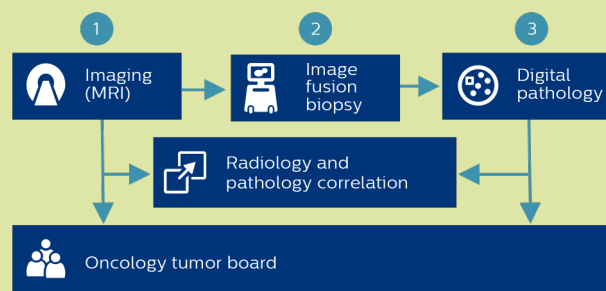 1
2
3
Imaging
(MRI)
Image
fusion
biopsy
Digital
pathology
Radiology and
pathology correlation
Oncology tumor board